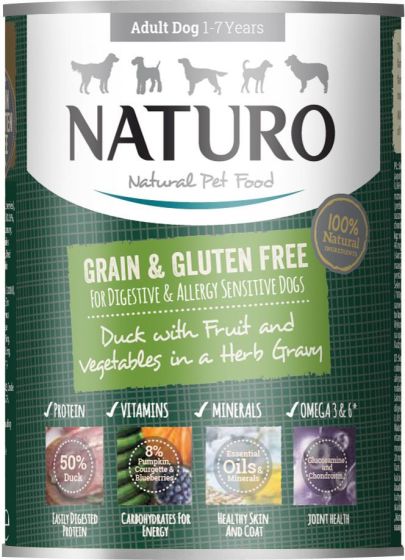 Adult Dog 1-7 Years
NATURO
Natural Pet Food
100%
Natural
INGREDIENTS
GRAIN & GLUTEN FREE
FOR DIGESTIVE & ALLERGY SENSITIVE DOGS
Duck with Fruit and
Vegetables in a Herb Gravy
✓ PROTEIN ✓ VITAMINS ✓ MINERALS ✓ OMEGA 3 & 6*
50%
Duck
8%
Pumpkin,
Courgette &
Blueberries
Essential
Oils &
Minerals
Glucosamine
and
Chondroitin
EASILY DIGESTED
PROTEIN
CARBOHYDRATES FOR
ENERGY
HEALTHY SKIN
AND COAT
JOINT HEALTH